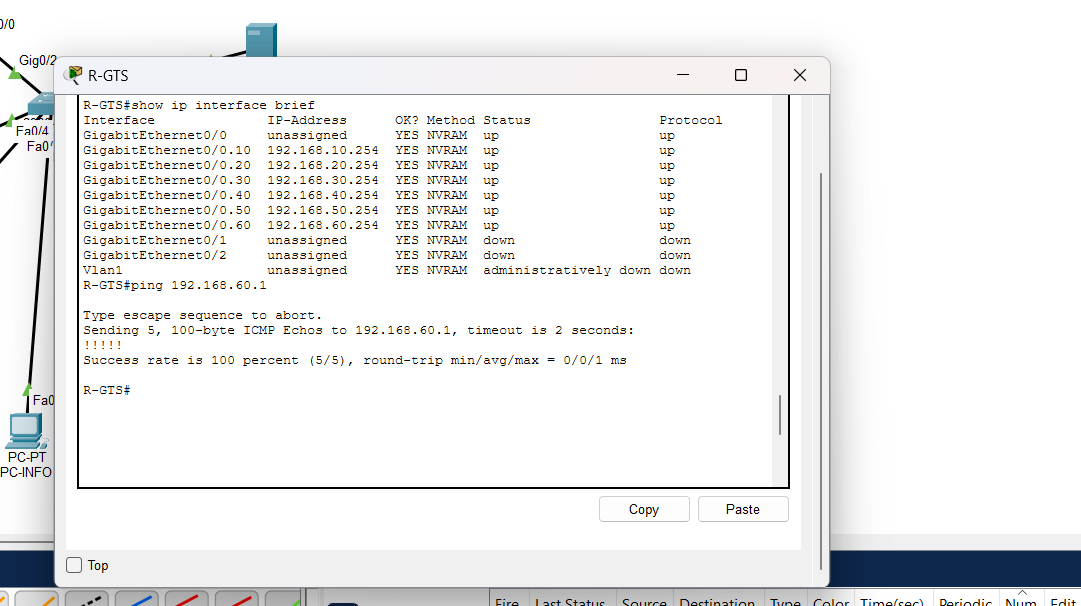 0/0
Gig0/2
R-GTS
R-GTS#show ip interface brief
Interface IP-Address OK? Method Status Protocol
GigabitEthernet0/0 unassigned YES NVRAM up up
GigabitEthernet0/0.10 192.168.10.254 YES NVRAM up up
GigabitEthernet0/0.20 192.168.20.254 YES NVRAM up up
GigabitEthernet0/0.30 192.168.30.254 YES NVRAM up up
GigabitEthernet0/0.40 192.168.40.254 YES NVRAM up up
GigabitEthernet0/0.50 192.168.50.254 YES NVRAM up up
GigabitEthernet0/0.60 192.168.60.254 YES NVRAM up up
GigabitEthernet0/1 unassigned YES NVRAM down down
GigabitEthernet0/2 unassigned YES NVRAM down down
Vlan1 unassigned YES NVRAM administratively down down
R-GTS#ping 192.168.60.1
Type escape sequence to abort.
Sending 5, 100-byte ICMP Echos to 192.168.60.1, timeout is 2 seconds:
!!!!!
Success rate is 100 percent (5/5), round-trip min/avg/max = 0/0/1 ms
R-GTS#
Fa0/4
Fa0/
Fa0
PC-PT
PC-INFO
Copy Paste
Top
Fire Last Status Source Destination Type Color Time(sec) Periodic Num Edit